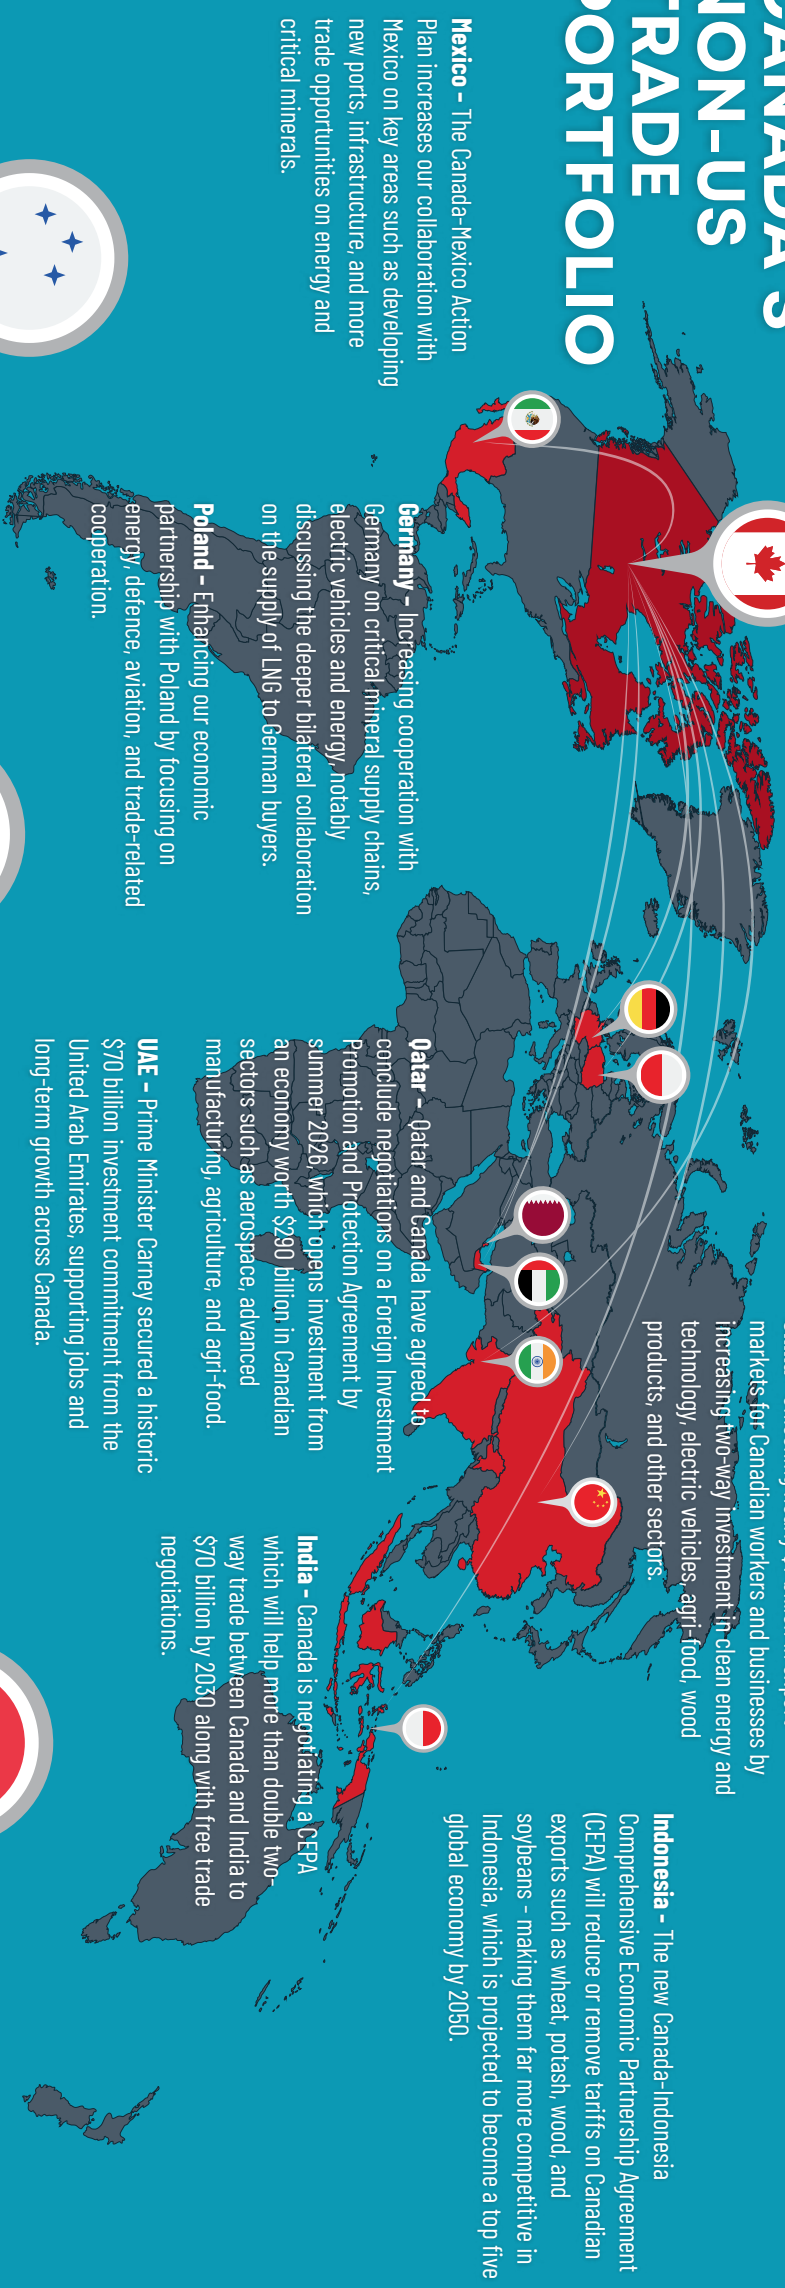 CANADA'S
NON-US
TRADE
PORTFOLIO
Mexico – The Canada-Mexico Action
Plan increases our collaboration with
Mexico on key areas such as developing
new ports, infrastructure, and more
trade opportunities on energy and
critical minerals.
Germany – Increasing cooperation with
Germany on critical mineral supply chains,
electric vehicles and energy, notably
discussing the deeper bilateral collaboration
on the supply of LNG to German buyers.
Poland – Enhancing our economic
partnership with Poland by focusing on
energy, defence, aviation, and trade-related
cooperation.
Qatar – Qatar and Canada have agreed to
conclude negotiations on a Foreign Investment
Promotion and Protection Agreement by
summer 2026, which opens investment from
an economy worth $290 billion in Canadian
sectors such as aerospace, advanced
manufacturing, agriculture, and agri-food.
UAE – Prime Minister Carney secured a historic
$70 billion investment commitment from the
United Arab Emirates, supporting jobs and
long-term growth across Canada.
markets for Canadian workers and businesses by
increasing two-way investment in clean energy and
technology, electric vehicles, agri-food, wood
products, and other sectors.
India – Canada is negotiating a CEPA
which will help more than double two-
way trade between Canada and India to
$70 billion by 2030 along with free trade
negotiations.
Indonesia – The new Canada-Indonesia
Comprehensive Economic Partnership Agreement
(CEPA) will reduce or remove tariffs on Canadian
exports such as wheat, potash, wood, and
soybeans – making them far more competitive in
Indonesia, which is projected to become a top five
global economy by 2050.